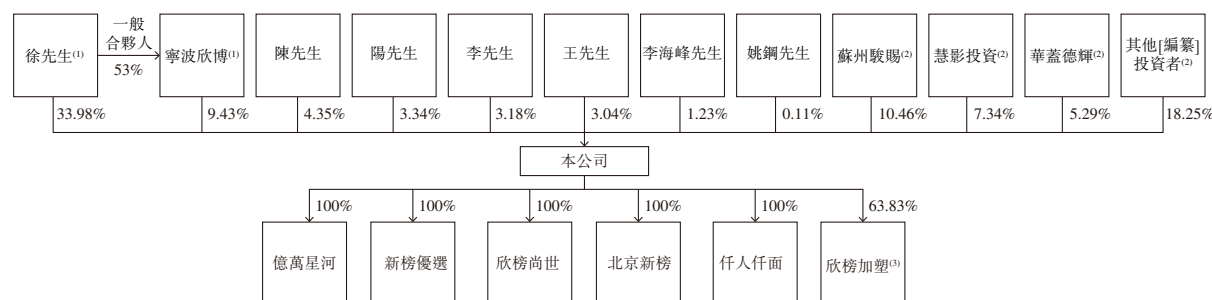 一般
合夥人
53%
徐先生(1)
寧波欣博(1)
陳先生
陽先生
李先生
王先生
李海峰先生
姚鋼先生
蘇州駿賜(2)
慧影投資(2)
華蓋德輝(2)
其他[編纂]
投資者(2)
33.98%
9.43%
4.35%
3.34%
3.18%
3.04%
1.23%
0.11%
10.46%
7.34%
5.29%
18.25%
本公司
100%
100%
100%
100%
100%
63.83%
億萬星河
新榜優選
欣榜尚世
北京新榜
仟人仟面
欣榜加塑(3)